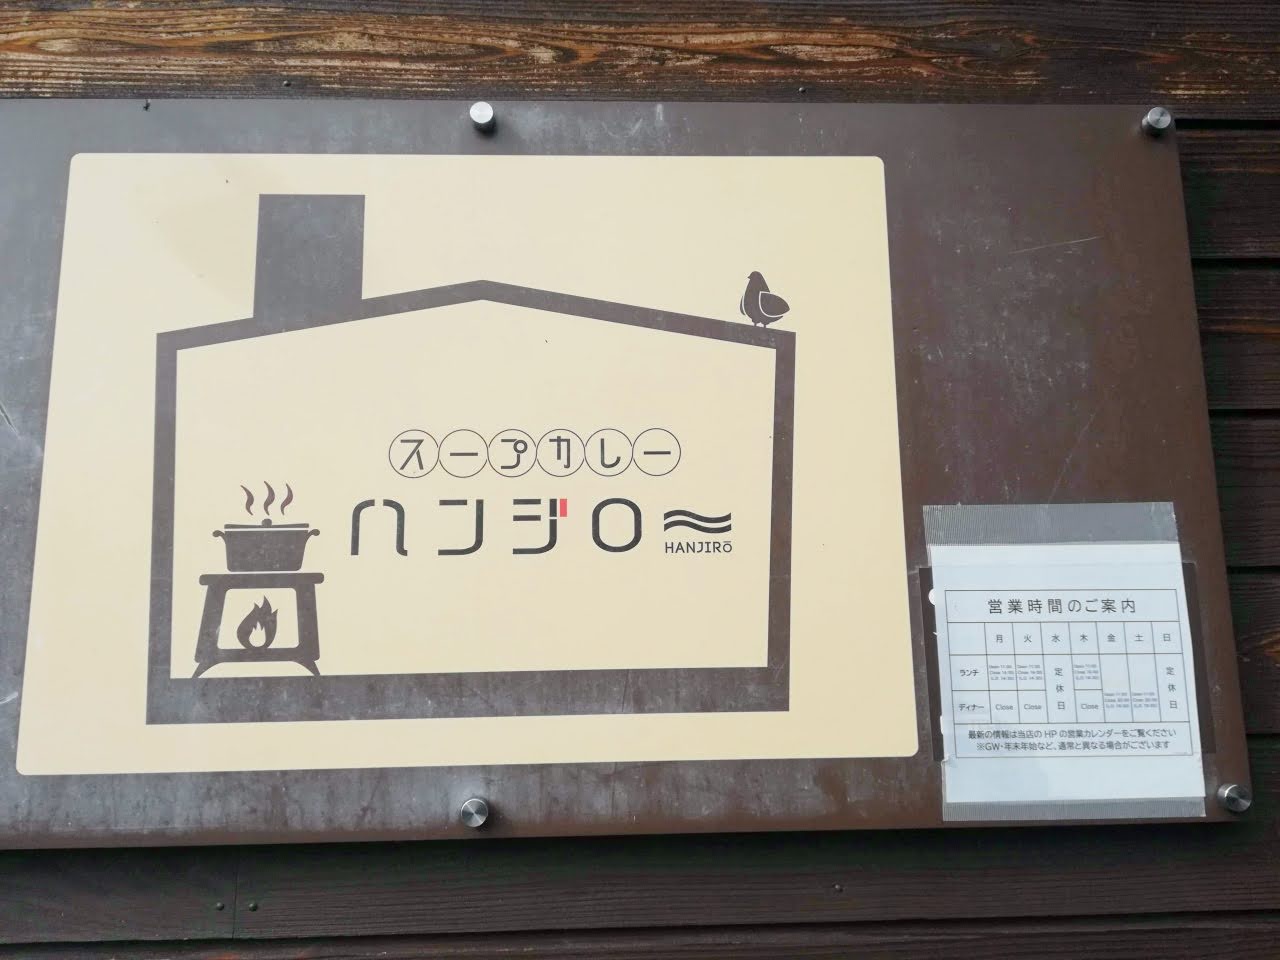 スープカレー
ハンジロー
HANJIRŌ
営業時間のご案内
月 火 水 木 金 土 日
ランチ 定休日 定休日
ディナー Close Close Close
最新の情報は当店のHPの営業カレンダーをご覧ください
※GW・年末年始など、通常と異なる場合がございます